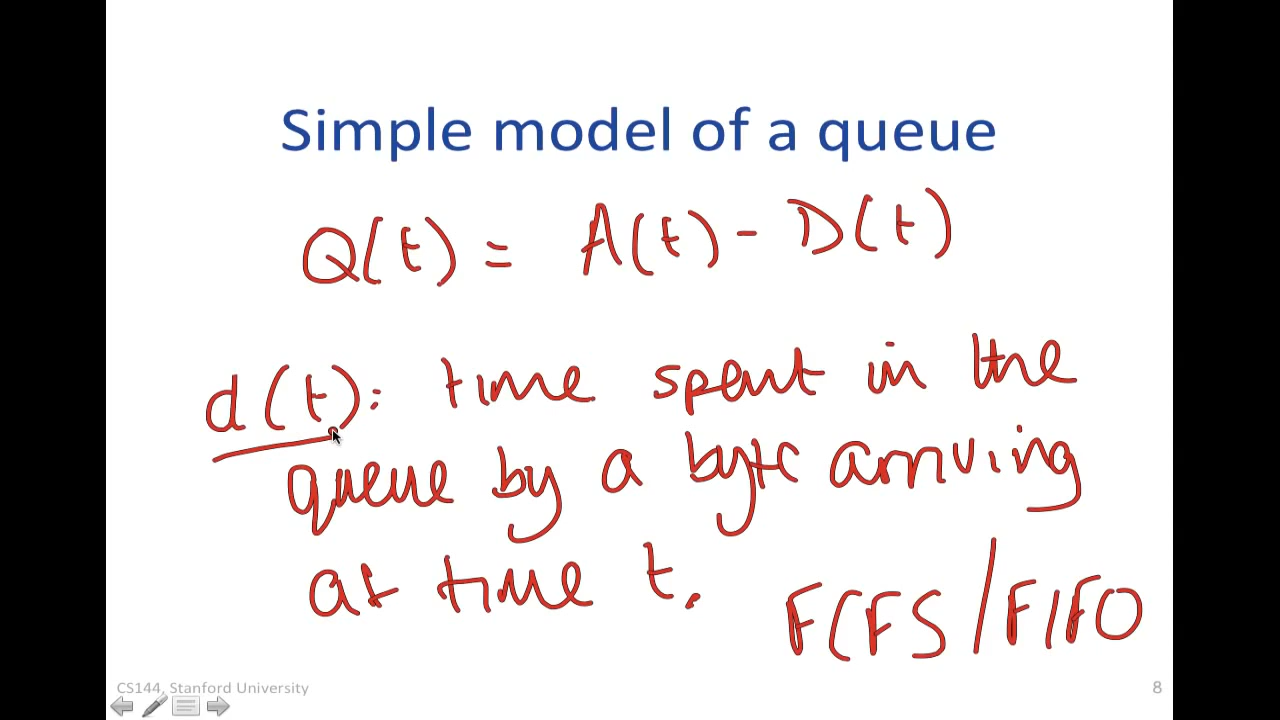 Simple model of a queue
Q(t) = A(t) - D(t)
d(t): time spent in the
queue by a byte arriving
at time t.
FCFS/FIFO
CS144, Stanford University
8